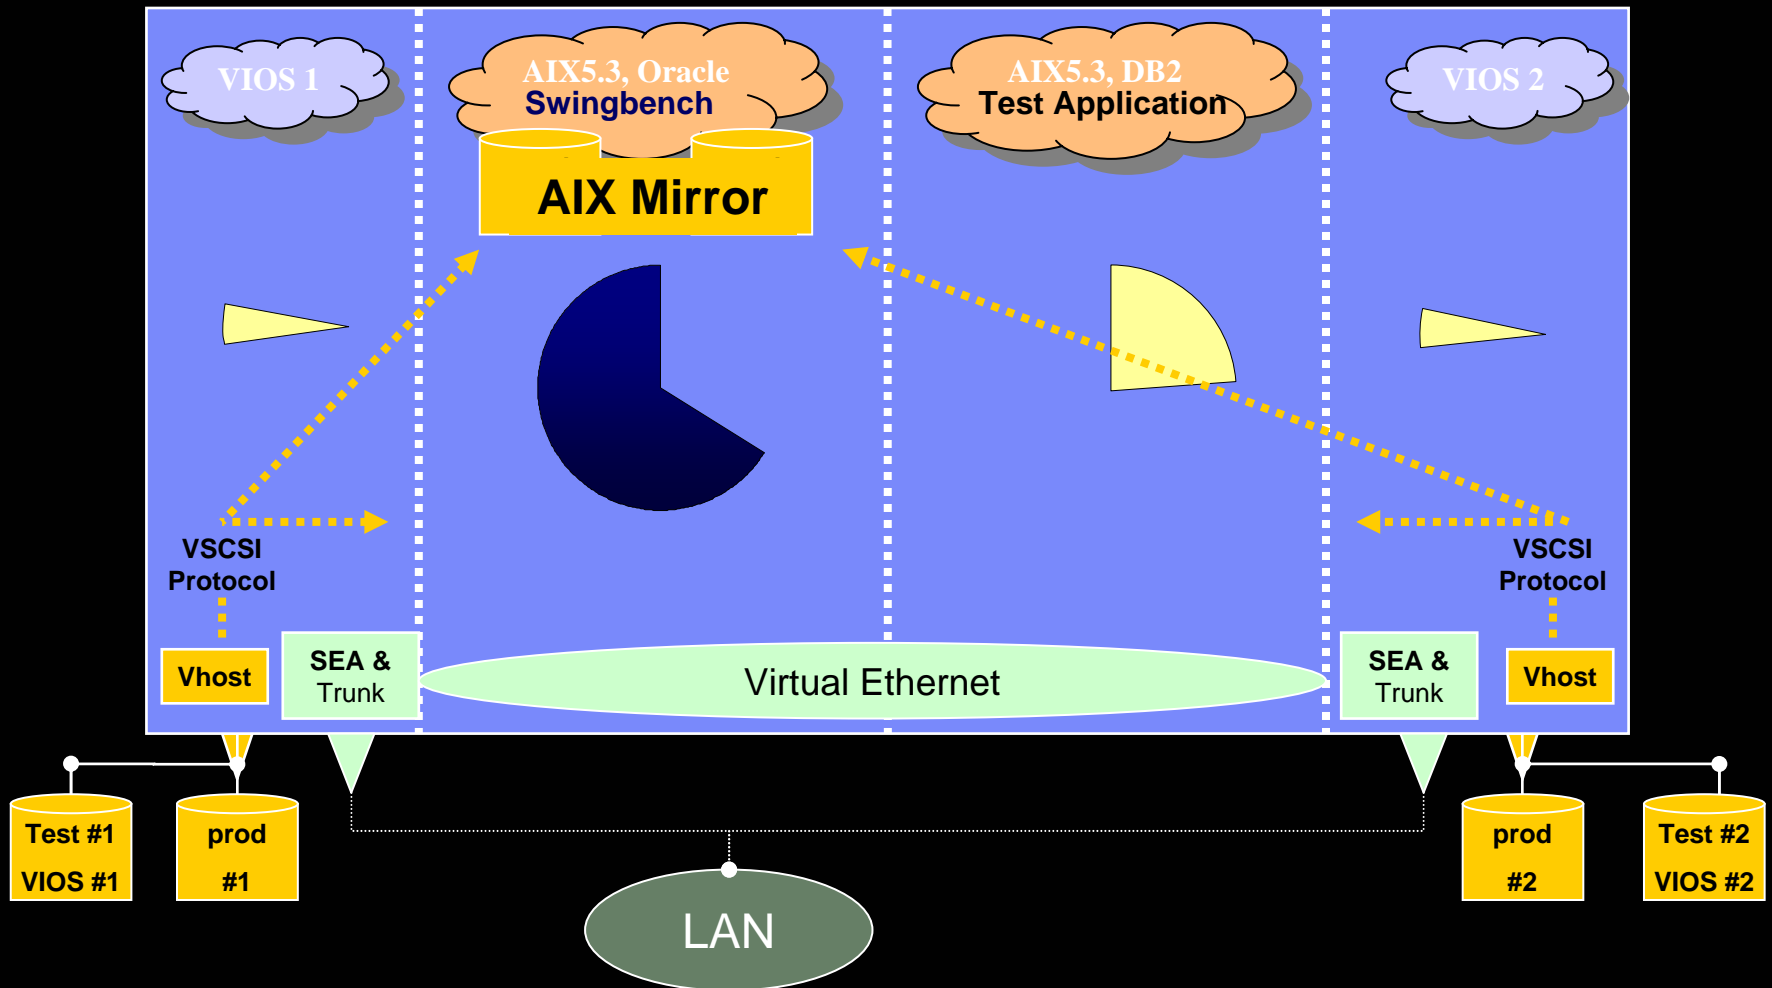 VIOS 1
AIX5.3, Oracle
Swingbench
AIX5.3, DB2
Test Application
VIOS 2
AIX Mirror
VSCSI
Protocol
VSCSI
Protocol
Vhost
SEA &
Trunk
Virtual Ethernet
SEA &
Trunk
Vhost
Test #1
VIOS #1
prod
#1
prod
#2
Test #2
VIOS #2
LAN